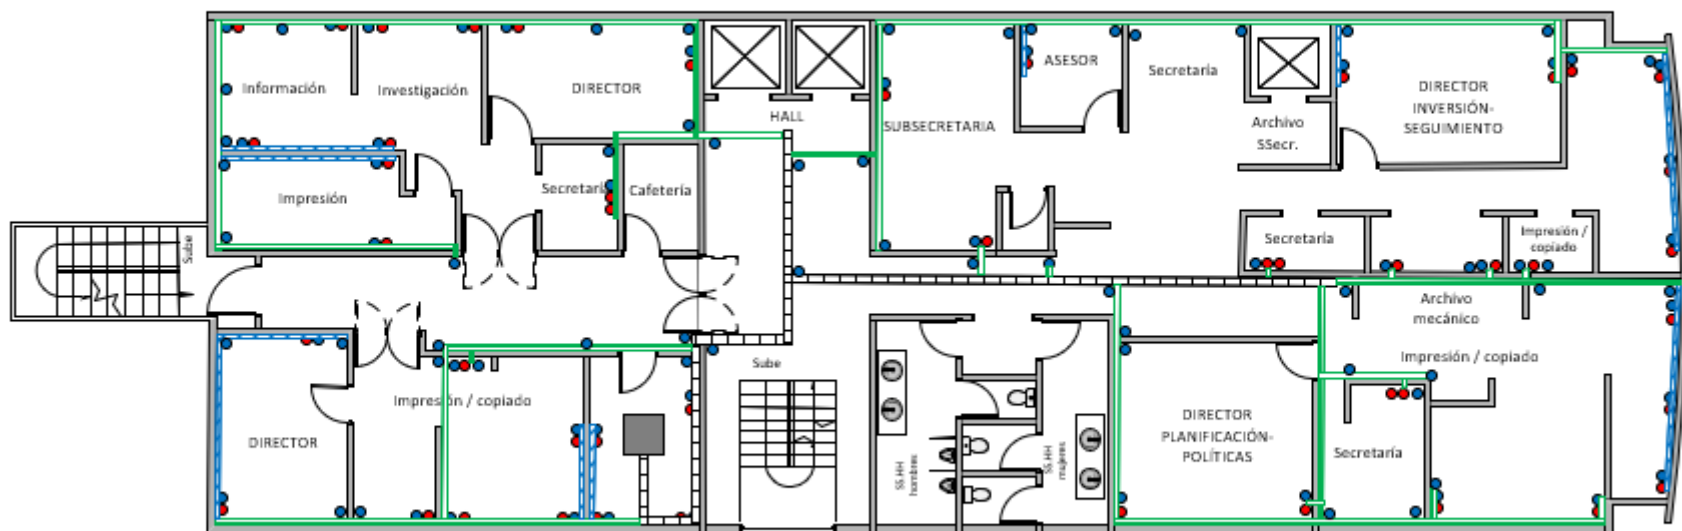 Información
Investigación
DIRECTOR
HALL
SUBSECRETARIA
ASESOR
Secretaría
Archivo
SSecr.
DIRECTOR
INVERSIÓN-
SEGUIMIENTO
Impresión
Secretaría
Cafetería
Sube
Secretaría
Impresión /
copiado
Archivo
mecánico
Impresión / copiado
Sube
Impresión / copiado
DIRECTOR
SS.HH
hombres
SS.HH
mujeres
DIRECTOR
PLANIFICACIÓN-
POLÍTICAS
Secretaría